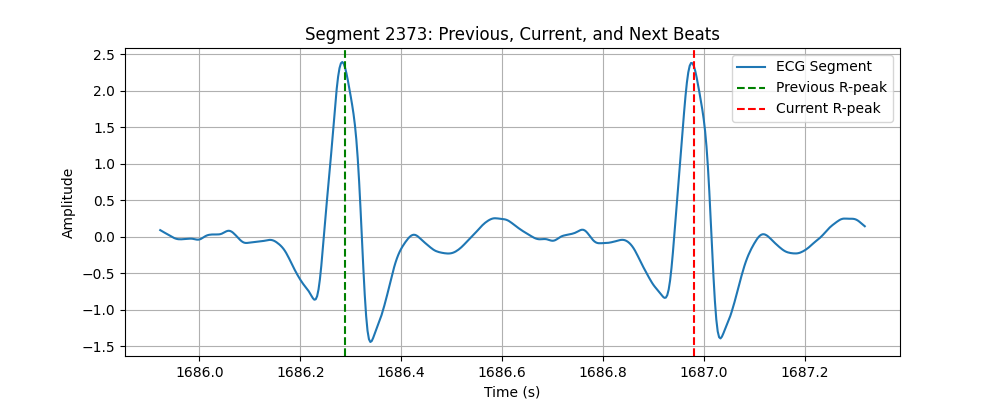 Segment 2373: Previous, Current, and Next Beats
2.5
2.0
1.5
1.0
0.5
0.0
−0.5
−1.0
−1.5
Amplitude
ECG Segment
Previous R-peak
Current R-peak
1686.0 1686.2 1686.4 1686.6 1686.8 1687.0 1687.2
Time (s)